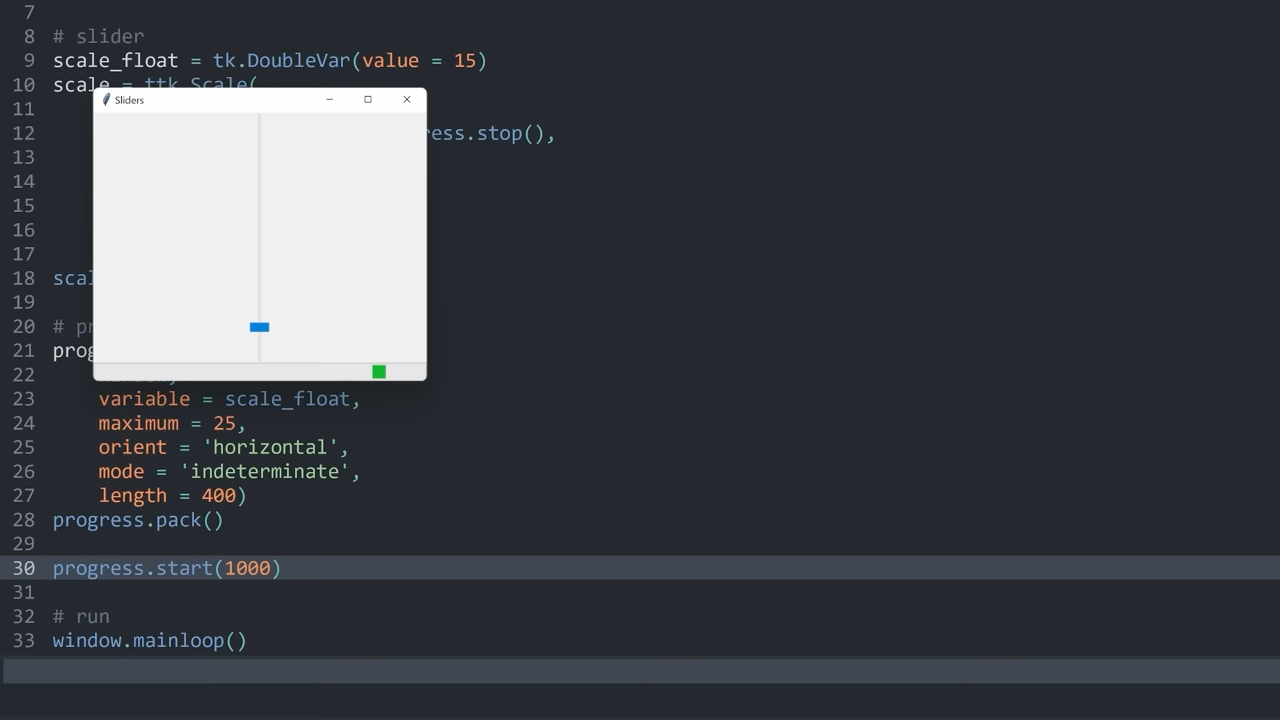 7
8 # slider
9 scale_float = tk.DoubleVar(value = 15)
10 scale = ttk.Scale(
Sliders
11
12 ress.stop(),
13
14
15
16
17
18 scal
19
20 # pr
21 prog
22 window,
23 variable = scale_float,
24 maximum = 25,
25 orient = 'horizontal',
26 mode = 'indeterminate',
27 length = 400)
28 progress.pack()
29
30 progress.start(1000)
31
32 # run
33 window.mainloop()